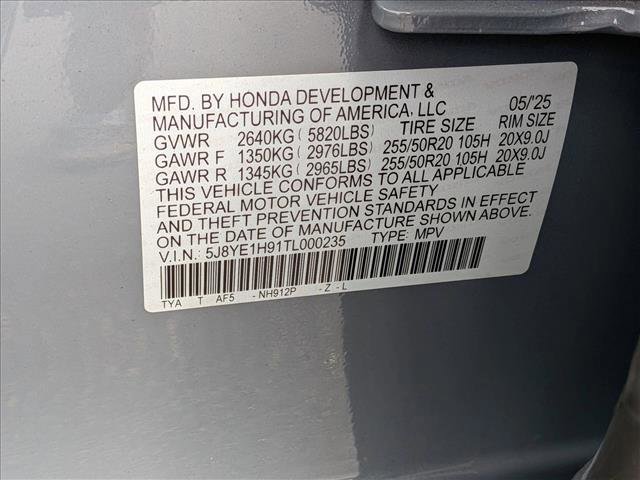 MFD. BY HONDA DEVELOPMENT &
MANUFACTURING OF AMERICA, LLC 05/'25
GVWR 2640KG(5820LBS) TIRE SIZE RIM SIZE
GAWR F 1350KG(2976LBS) 255/50R20 105H 20X9.0J
GAWR R 1345KG(2965LBS) 255/50R20 105H 20X9.0J
THIS VEHICLE CONFORMS TO ALL APPLICABLE
FEDERAL MOTOR VEHICLE SAFETY
AND THEFT PREVENTION STANDARDS IN EFFECT
ON THE DATE OF MANUFACTURE SHOWN ABOVE.
V.I.N.: 5J8YE1H91TL000235 TYPE: MPV
TYA T AF5 - NH912P - Z - L